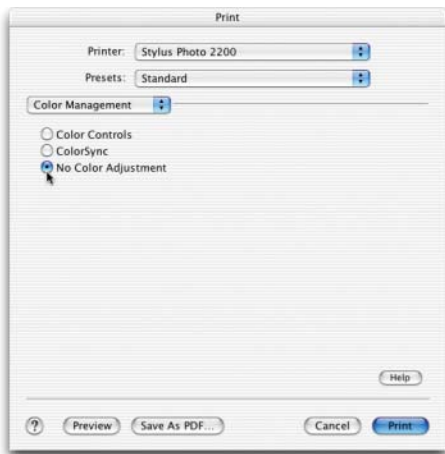 Print
Printer: Stylus Photo 2200
Presets: Standard
Color Management
Color Controls
ColorSync
No Color Adjustment
Help
? Preview Save As PDF... Cancel Print